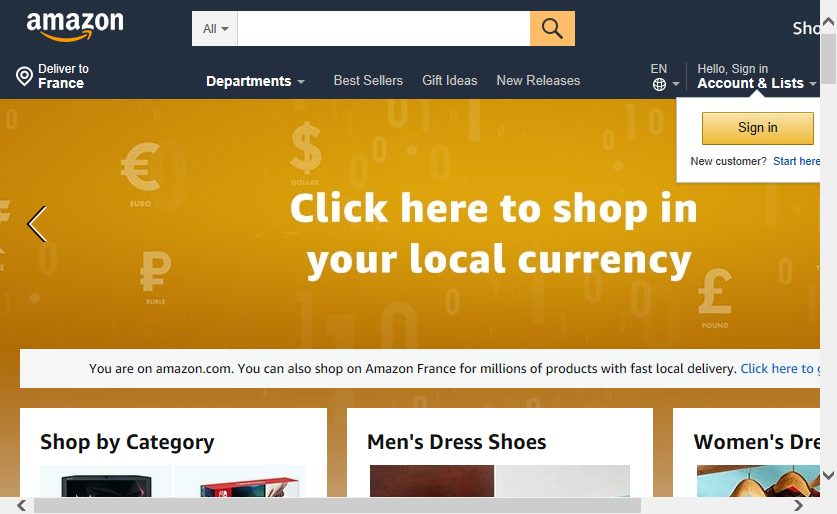 amazon
All
Sho
Deliver to
France
Departments
Best Sellers
Gift Ideas
New Releases
EN
Hello, Sign in
Account & Lists
Sign in
New customer? Start here
€
EURO
$
DOLLAR
Click here to shop in
your local currency
₽
RUBLE
£
POUND
You are on amazon.com. You can also shop on Amazon France for millions of products with fast local delivery. Click here to g
Shop by Category
Men's Dress Shoes
Women's Dre